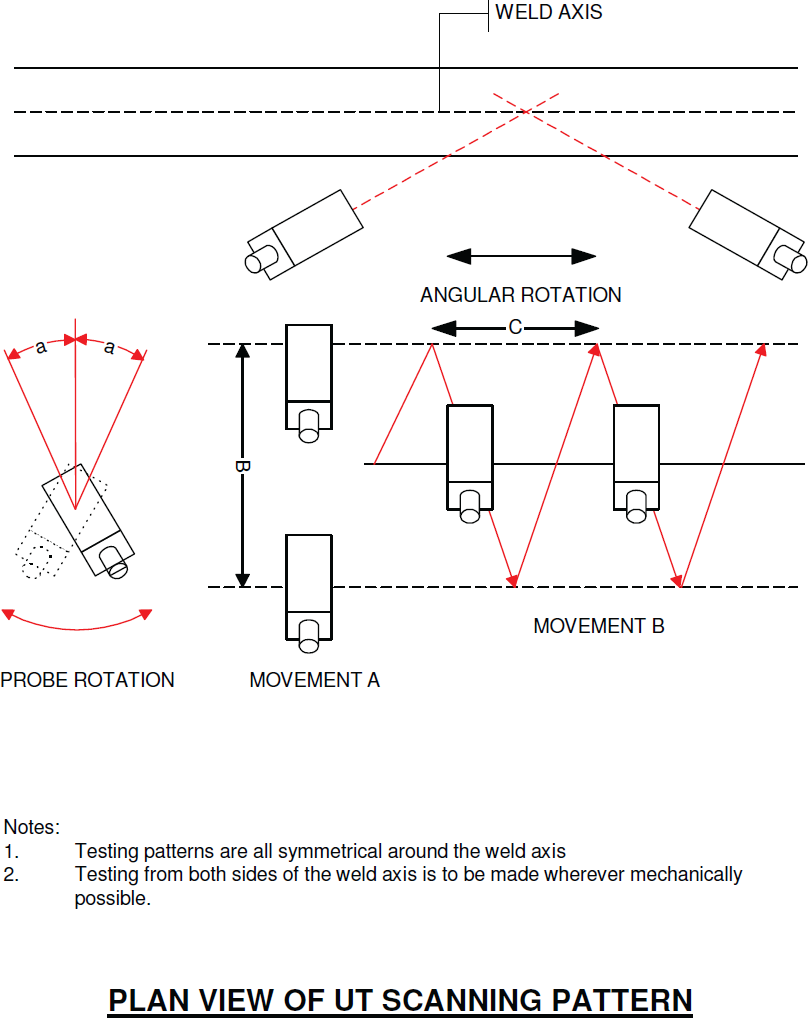 WELD AXIS
ANGULAR ROTATION
C
a a
B
MOVEMENT B
PROBE ROTATION MOVEMENT A
Notes:
1. Testing patterns are all symmetrical around the weld axis
2. Testing from both sides of the weld axis is to be made wherever mechanically
possible.
PLAN VIEW OF UT SCANNING PATTERN